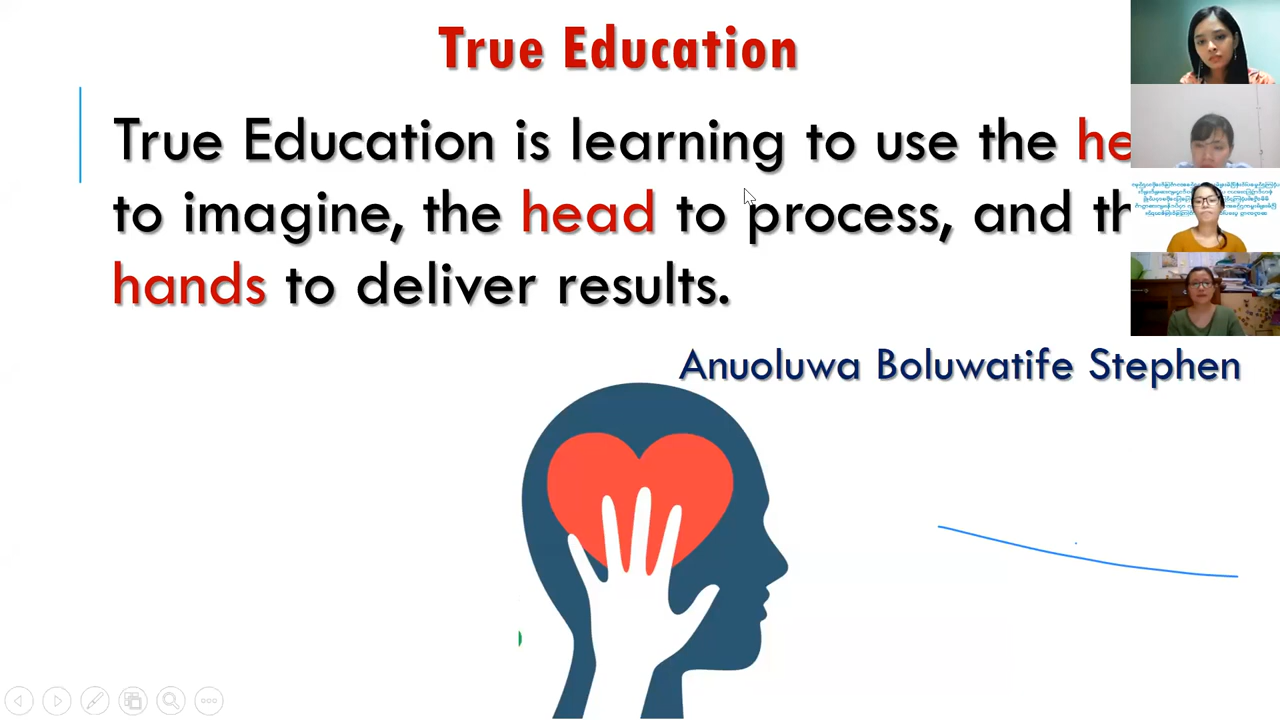 True Education
True Education is learning to use the he
to imagine, the head to process, and th
hands to deliver results.
Anuoluwa Boluwatife Stephen